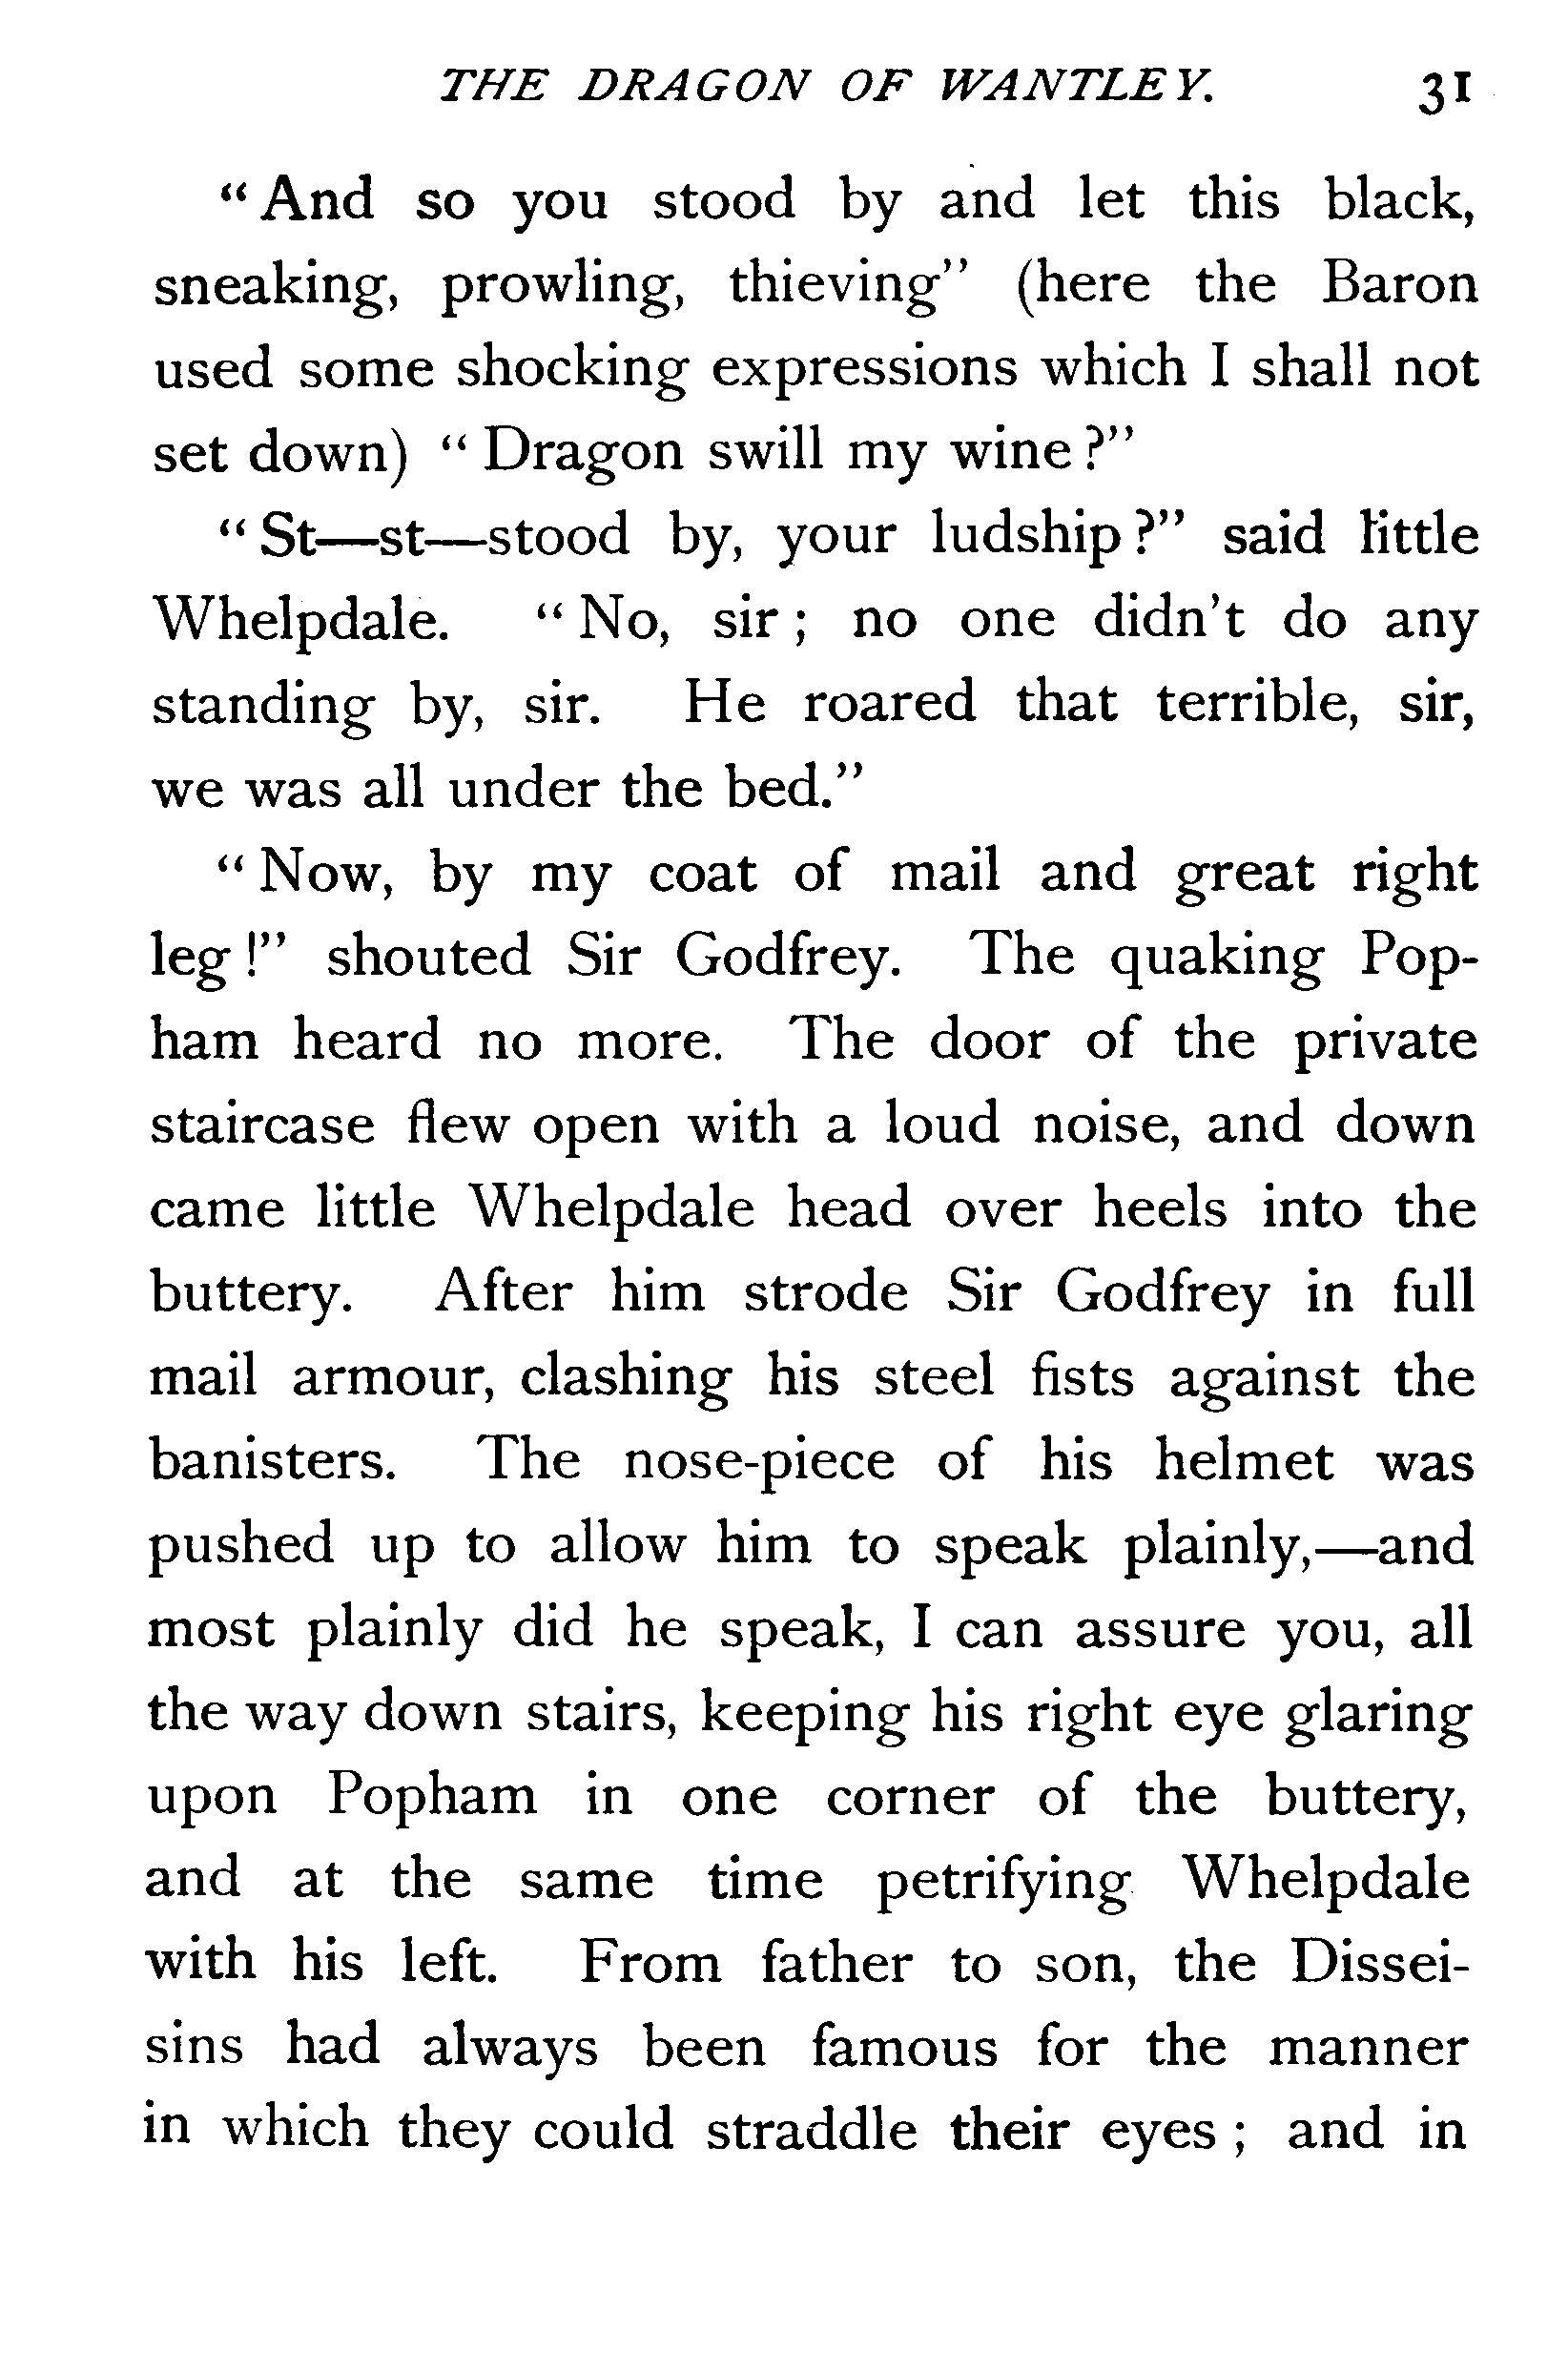 THE DRAGON OF WANTLEY. 31
“And so you stood by and let this black,
sneaking, prowling, thieving” (here the Baron
used some shocking expressions which I shall not
set down) “Dragon swill my wine?”
“St—st—stood by, your ludship?” said little
Whelpdale. “No, sir; no one didn’t do any
standing by, sir. He roared that terrible, sir,
we was all under the bed.”
“Now, by my coat of mail and great right
leg!” shouted Sir Godfrey. The quaking Pop-
ham heard no more. The door of the private
staircase flew open with a loud noise, and down
came little Whelpdale head over heels into the
buttery. After him strode Sir Godfrey in full
mail armour, clashing his steel fists against the
banisters. The nose-piece of his helmet was
pushed up to allow him to speak plainly,—and
most plainly did he speak, I can assure you, all
the way down stairs, keeping his right eye glaring
upon Popham in one corner of the buttery,
and at the same time petrifying Whelpdale
with his left. From father to son, the Dissei-
sins had always been famous for the manner
in which they could straddle their eyes; and in